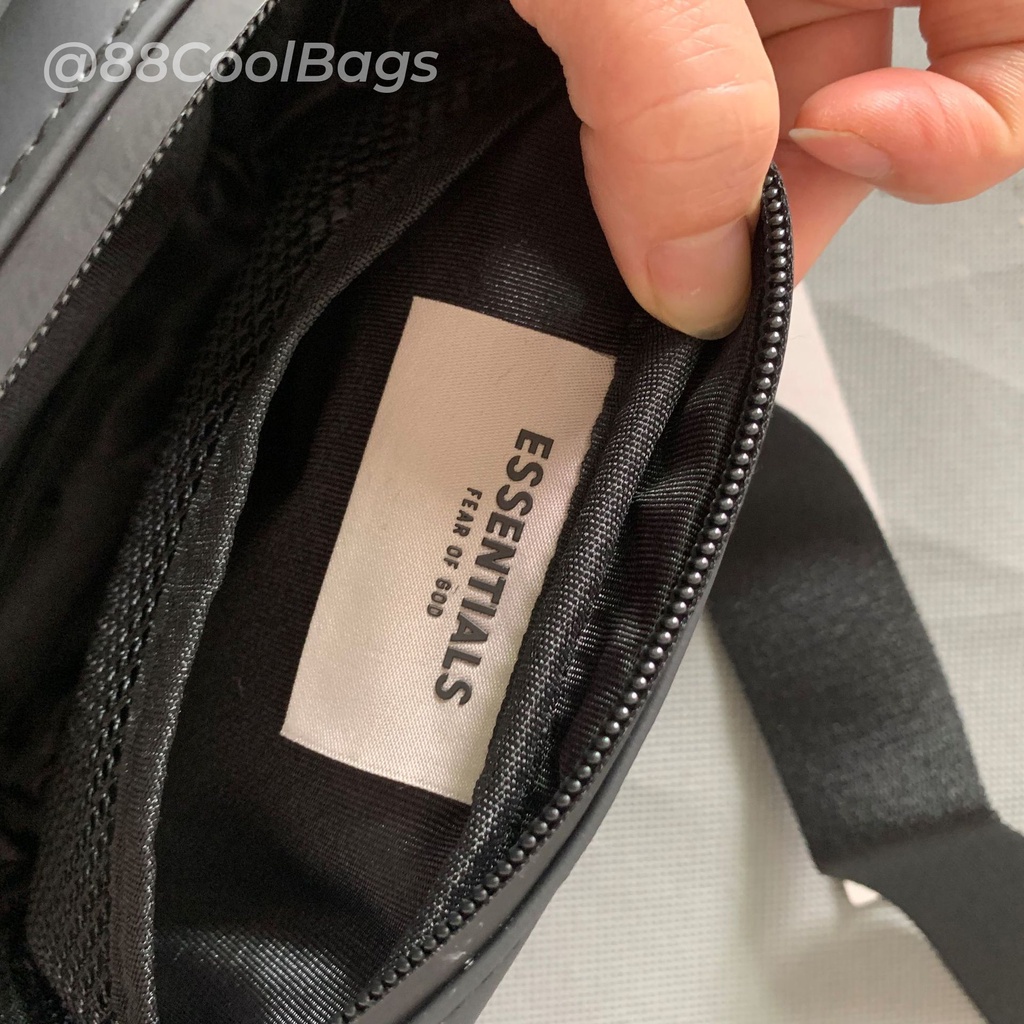 @88CoolBags
ESSENTIALS
FEAR OF GOD